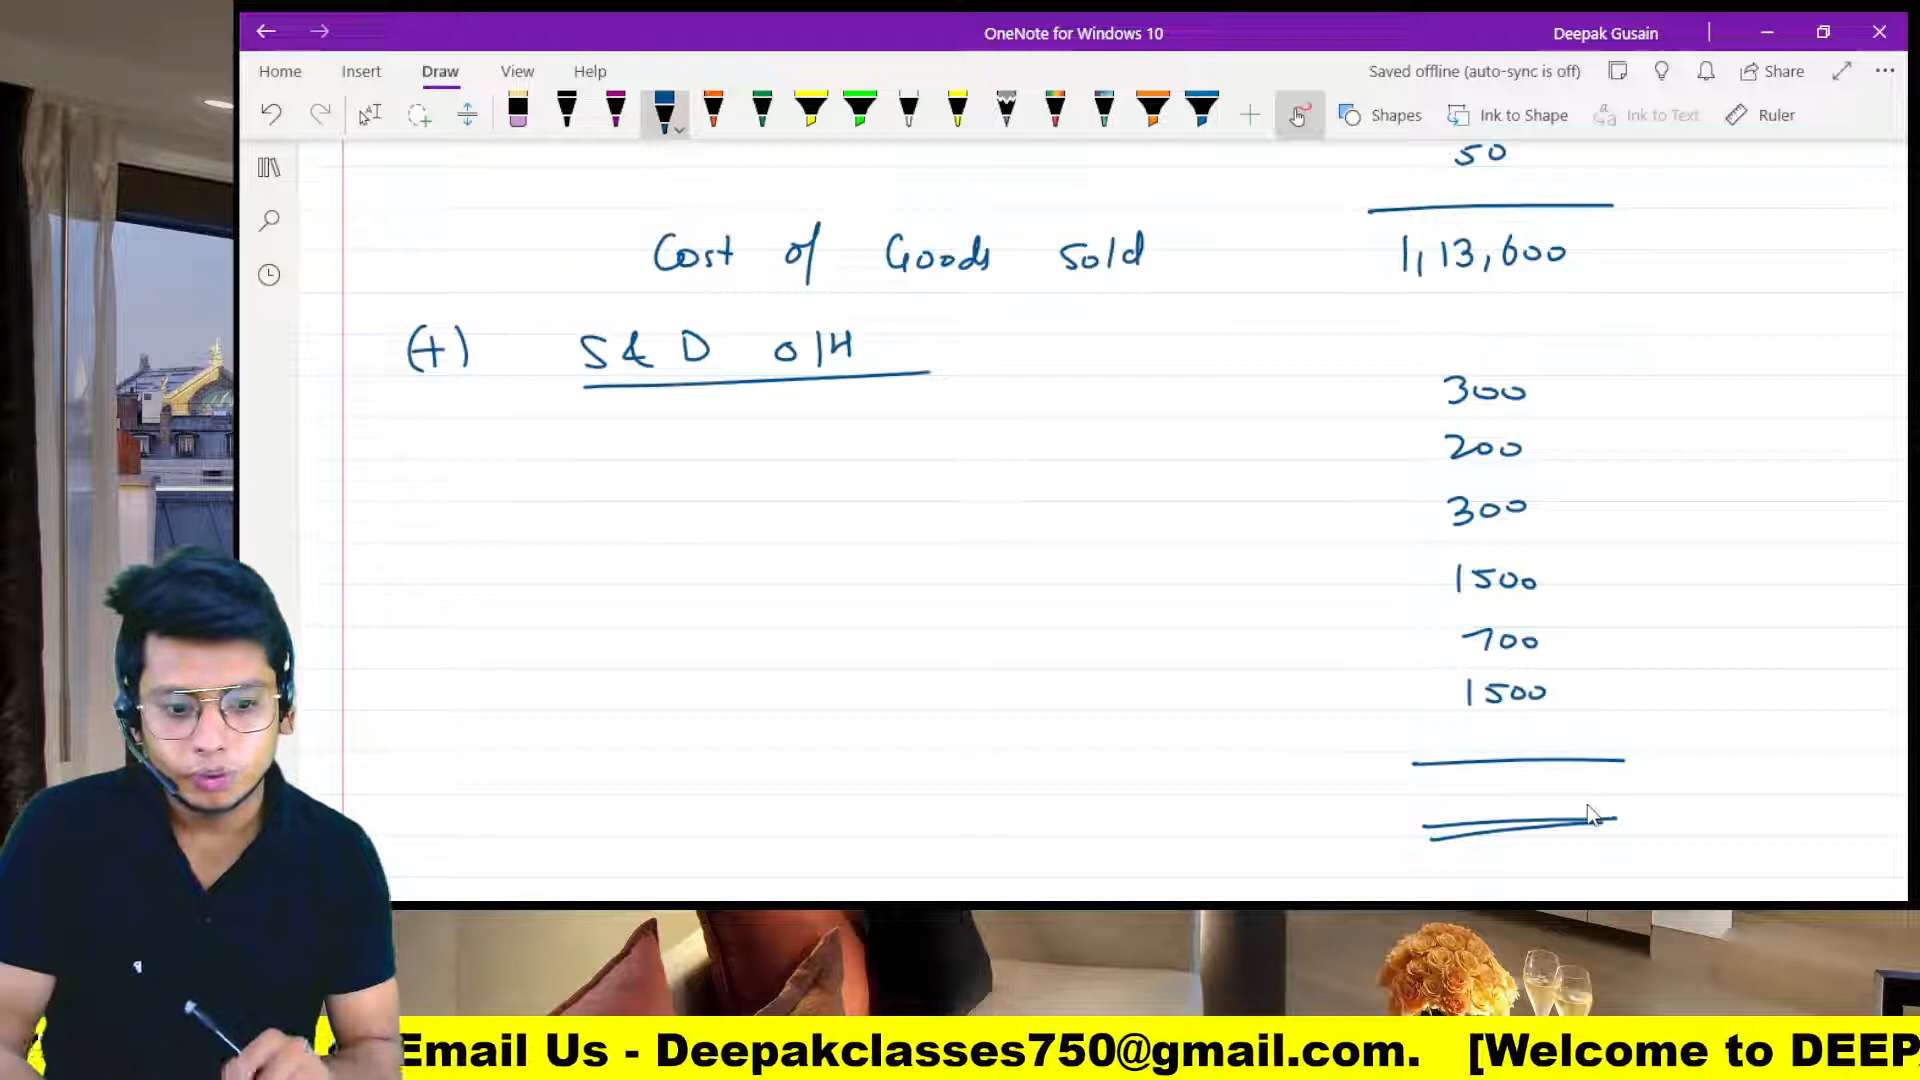 OneNote for Windows 10
Deepak Gusain
Home Insert Draw View Help
Saved offline (auto-sync is off)
Share
Shapes
Ink to Shape
Ink to Text
Ruler
50
Cost of Goods Sold 1,13,600
(+) S & D o/H
300
200
300
1500
700
1500
Email Us - Deepakclasses750@gmail.com. [Welcome to DEEP